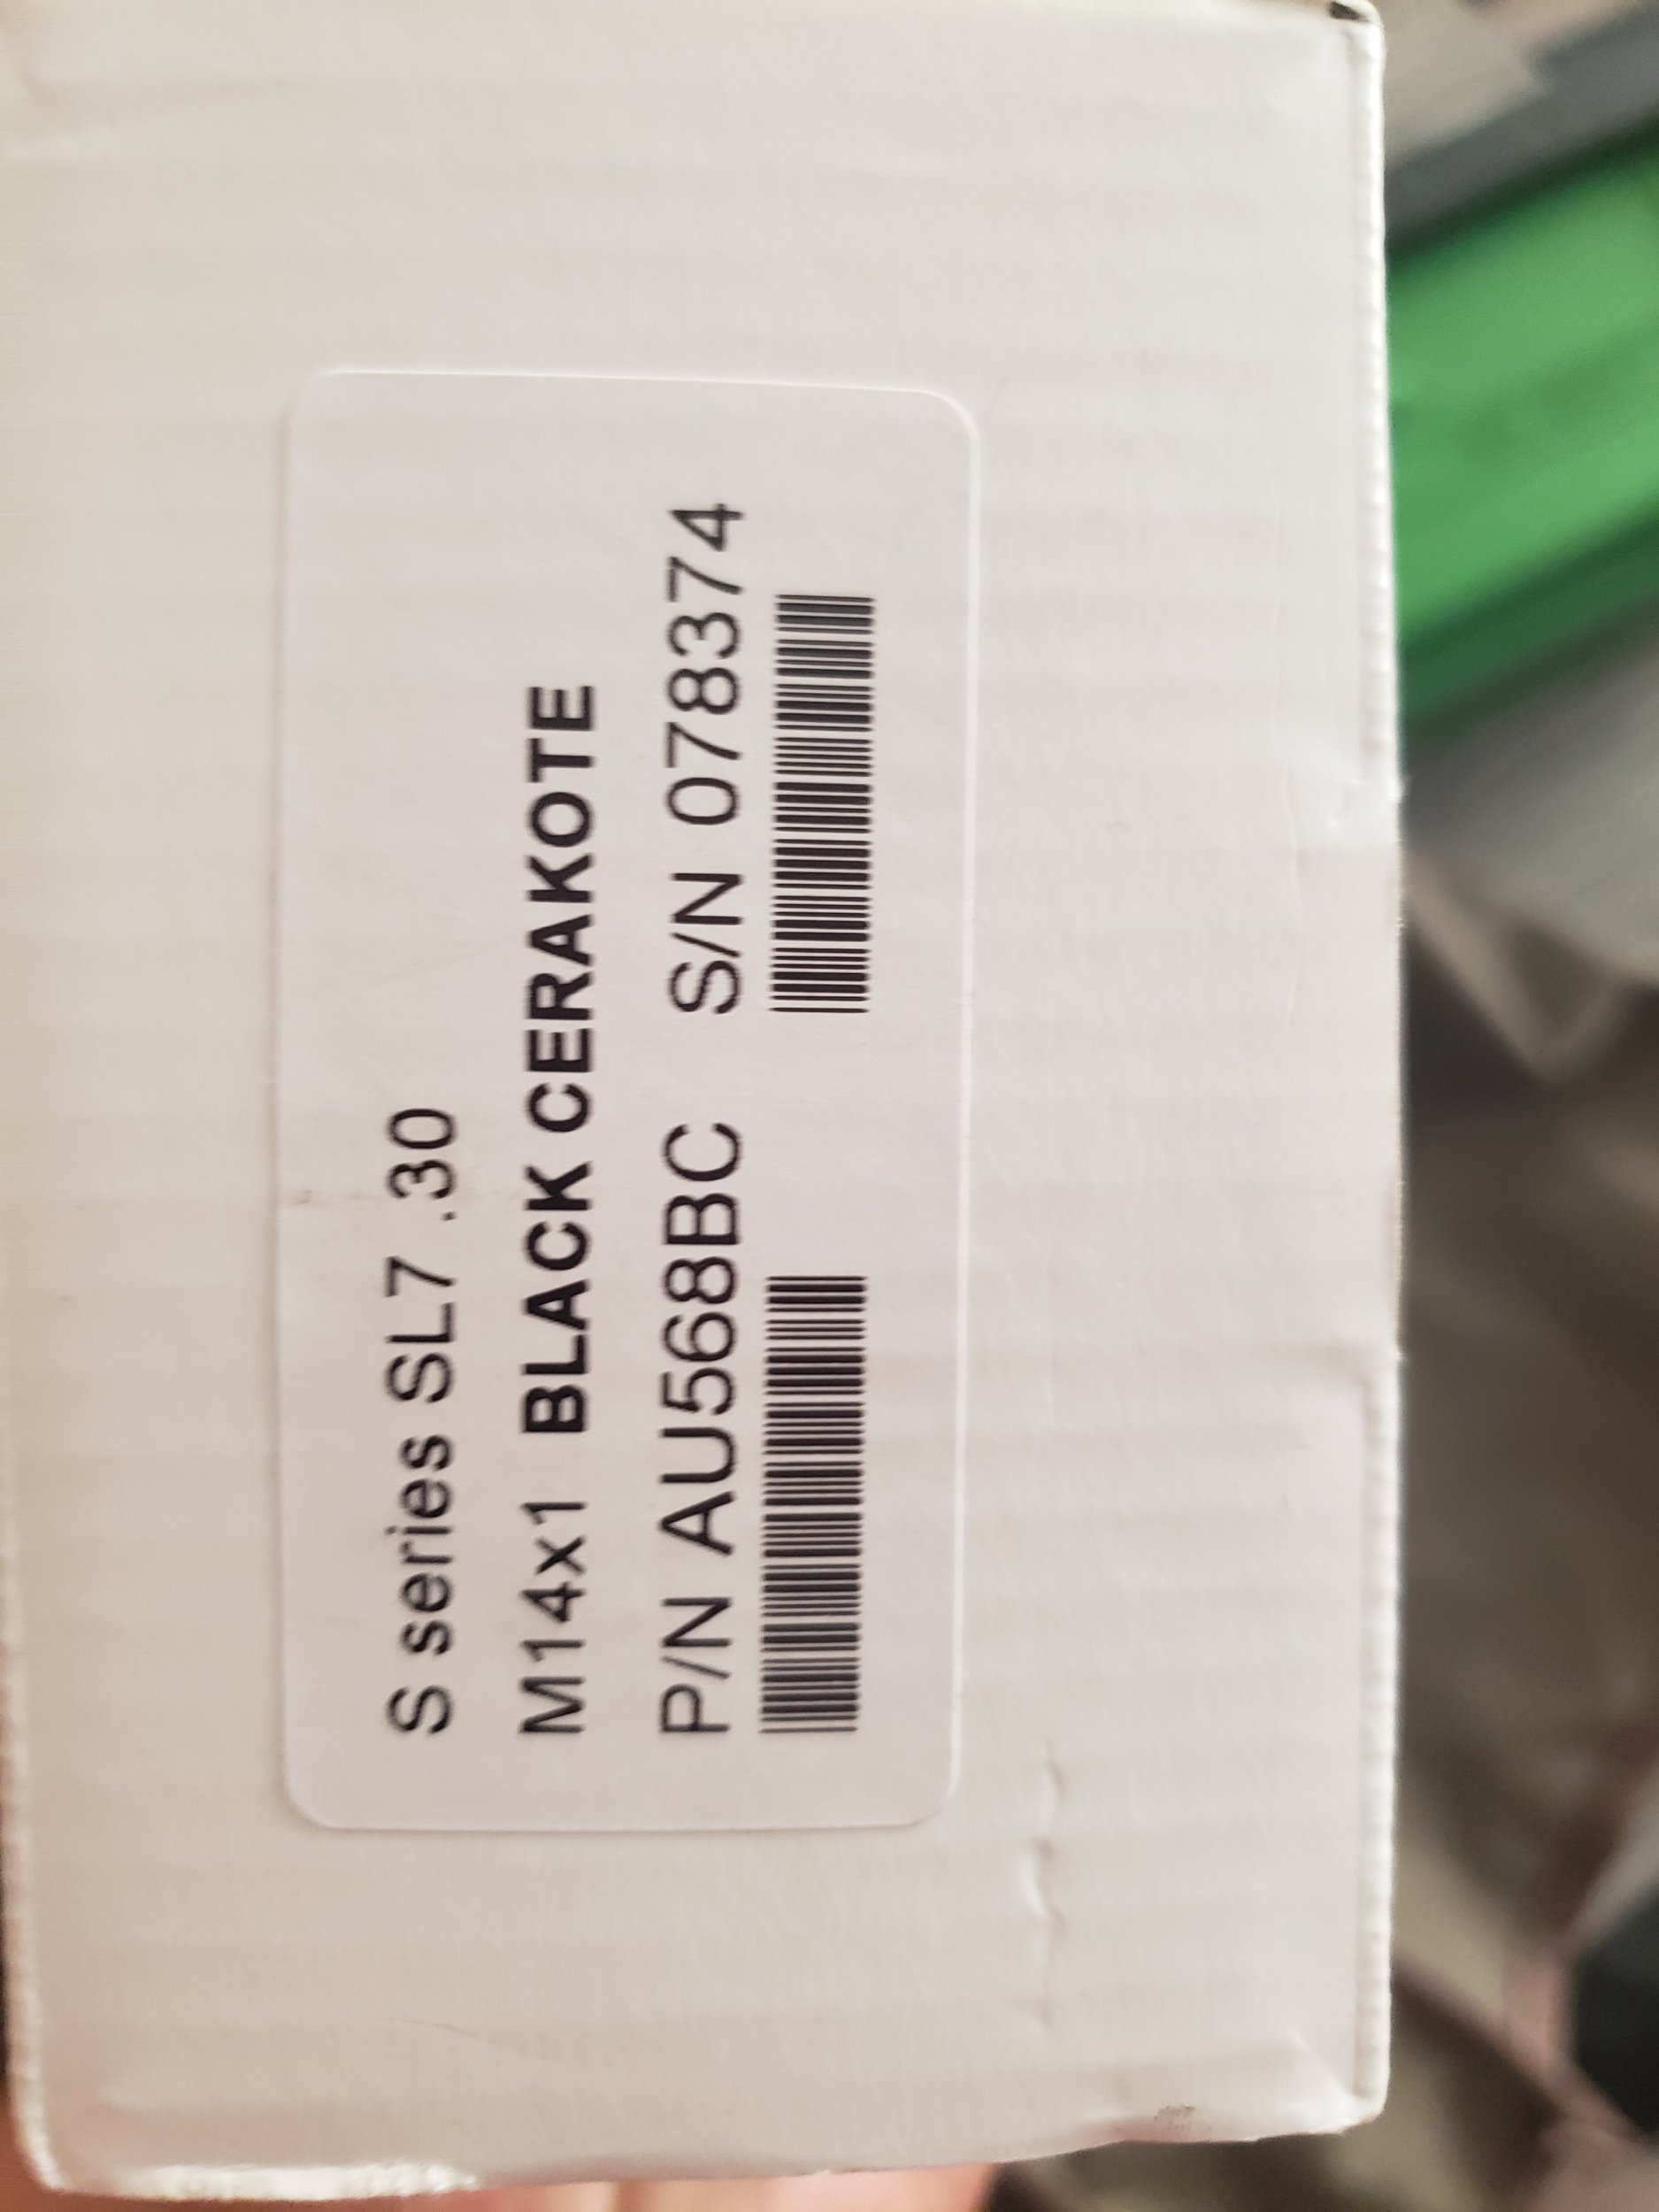 S series SL7 .30
M14x1 BLACK CERAKOTE
P/N AU568BC S/N 078374